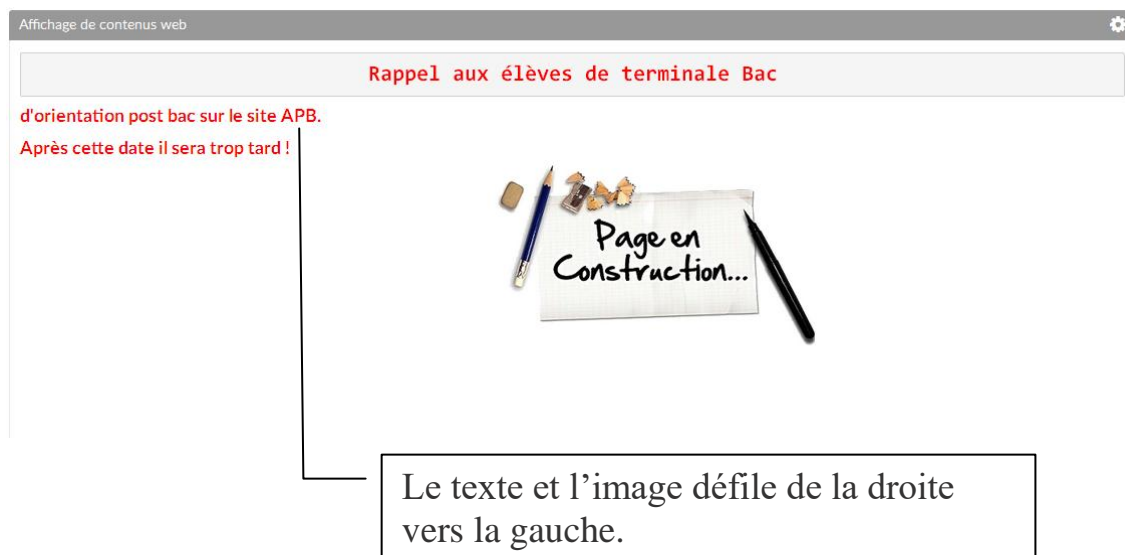 Affichage de contenus web
Rappel aux élèves de terminale Bac
d'orientation post bac sur le site APB.
Après cette date il sera trop tard !
Page en
Construction...
Le texte et l’image défile de la droite
vers la gauche.